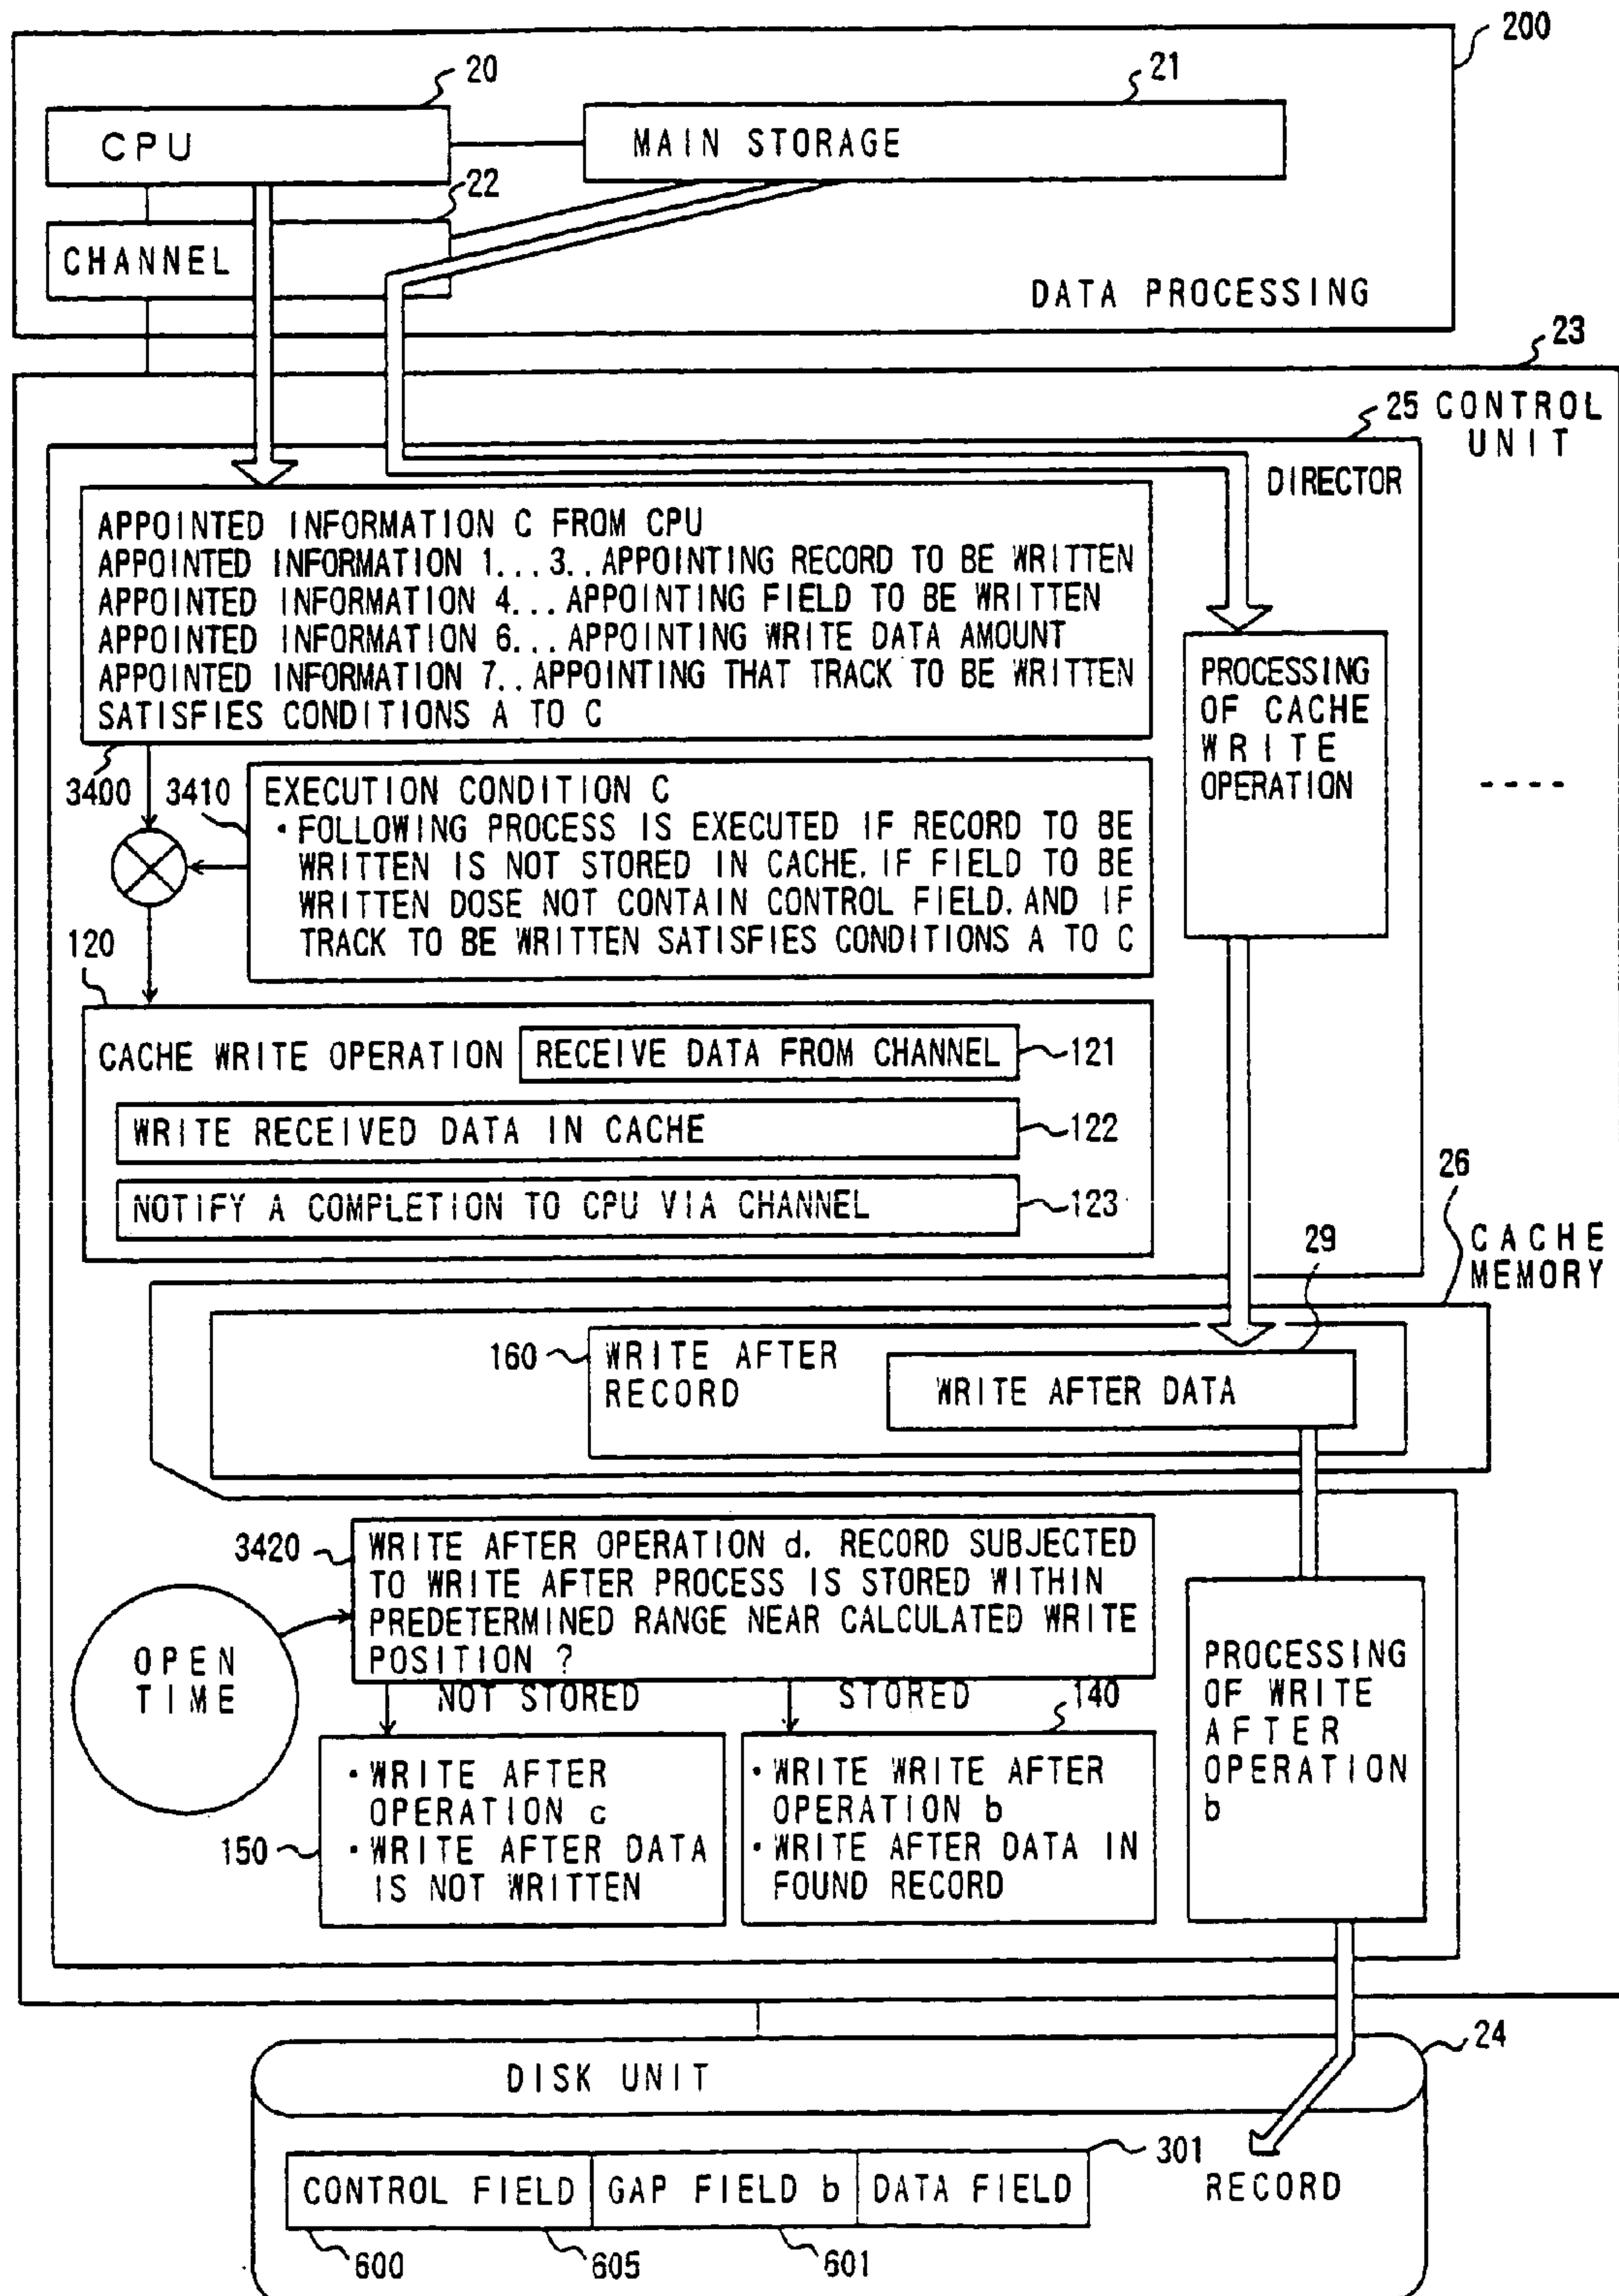 200
20
21
CPU
MAIN STORAGE
22
CHANNEL
DATA PROCESSING
23
25 CONTROL
UNIT
DIRECTOR
APPOINTED INFORMATION C FROM CPU
APPOINTED INFORMATION 1...3..APPOINTING RECORD TO BE WRITTEN
APPOINTED INFORMATION 4...APPOINTING FIELD TO BE WRITTEN
APPOINTED INFORMATION 6...APPOINTING WRITE DATA AMOUNT
APPOINTED INFORMATION 7..APPOINTING THAT TRACK TO BE WRITTEN
SATISFIES CONDITIONS A TO C
PROCESSING
OF CACHE
WRITE
OPERATION
3400
3410
EXECUTION CONDITION C
• FOLLOWING PROCESS IS EXECUTED IF RECORD TO BE
WRITTEN IS NOT STORED IN CACHE, IF FIELD TO BE
WRITTEN DOSE NOT CONTAIN CONTROL FIELD, AND IF
TRACK TO BE WRITTEN SATISFIES CONDITIONS A TO C
----
120
CACHE WRITE OPERATION
RECEIVE DATA FROM CHANNEL
121
WRITE RECEIVED DATA IN CACHE
122
NOTIFY A COMPLETION TO CPU VIA CHANNEL
123
26
CACHE
MEMORY
29
160
WRITE AFTER
RECORD
WRITE AFTER DATA
3420
WRITE AFTER OPERATION d. RECORD SUBJECTED
TO WRITE AFTER PROCESS IS STORED WITHIN
PREDETERMINED RANGE NEAR CALCULATED WRITE
POSITION ?
OPEN
TIME
NOT STORED
STORED
140
• WRITE AFTER
OPERATION c
• WRITE AFTER DATA
IS NOT WRITTEN
150
• WRITE WRITE AFTER
OPERATION b
• WRITE AFTER DATA IN
FOUND RECORD
PROCESSING
OF WRITE
AFTER
OPERATION
b
24
DISK UNIT
301
CONTROL FIELD
GAP FIELD b
DATA FIELD
RECORD
600
605
601